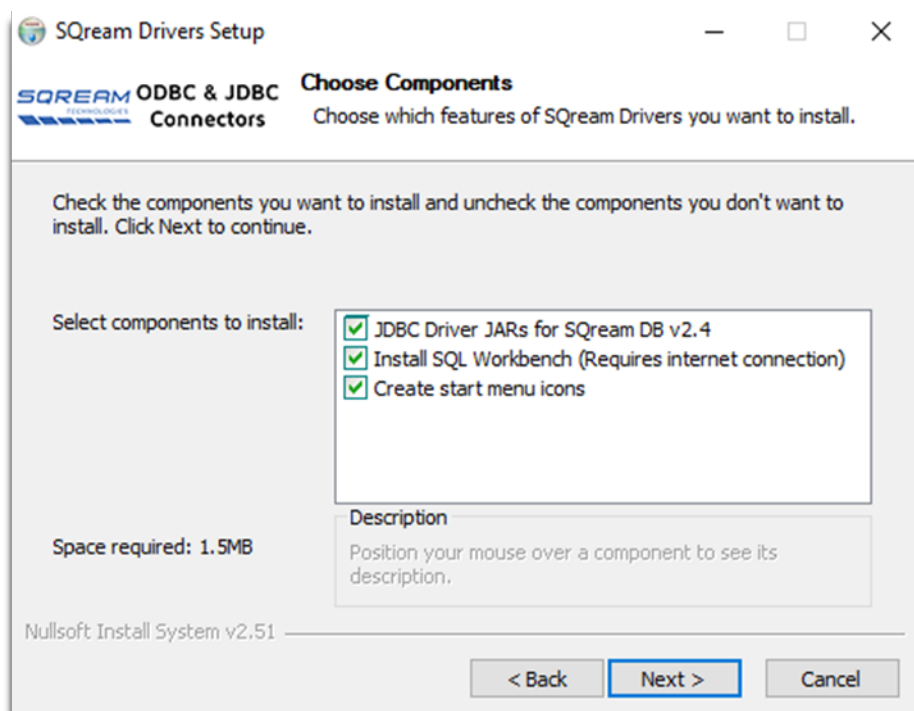 SQream Drivers Setup
SQREAM
TECHNOLOGIES
ODBC & JDBC
Connectors
Choose Components
Choose which features of SQream Drivers you want to install.
Check the components you want to install and uncheck the components you don't want to
install. Click Next to continue.
Select components to install:
JDBC Driver JARs for SQream DB v2.4
Install SQL Workbench (Requires internet connection)
Create start menu icons
Space required: 1.5MB
Description
Position your mouse over a component to see its
description.
Nullsoft Install System v2.51
< Back
Next >
Cancel